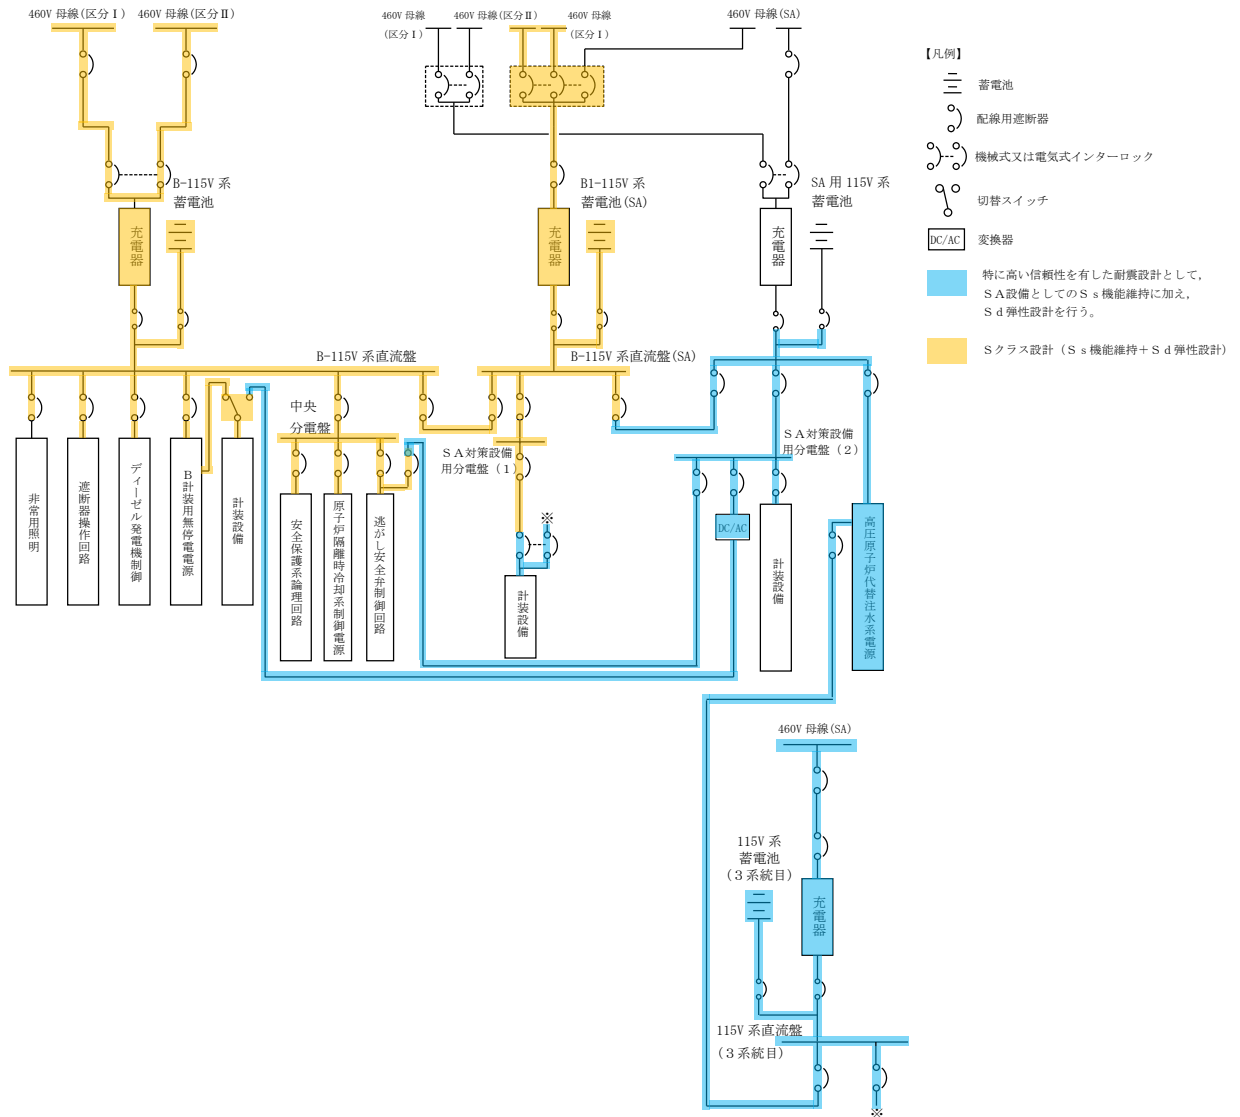 460V 母線(区分Ⅰ)
460V 母線(区分Ⅱ)
460V 母線
(区分Ⅰ)
460V 母線(区分Ⅱ)
460V 母線
(区分Ⅰ)
460V 母線(SA)
【凡例】
蓄電池
配線用遮断器
機械式又は電気式インターロック
切替スイッチ
DC/AC
変換器
特に高い信頼性を有した耐震設計として,
SA設備としてのSs機能維持に加え,
Sd弾性設計を行う。
Sクラス設計(Ss機能維持+Sd弾性設計)
B-115V 系
蓄電池
充電器
B1-115V 系
蓄電池(SA)
充電器
SA 用 115V 系
蓄電池
充電器
B-115V 系直流盤
B-115V 系直流盤(SA)
中央
分電盤
SA対策設備
用分電盤(1)
SA対策設備
用分電盤(2)
非常用照明
遮断器操作回路
ディーゼル発電機制御
B計装用無停電電源
計装設備
安全保護系論理回路
原子炉隔離時冷却系制御電源
逃がし安全弁制御回路
※
計装設備
DC/AC
計装設備
高圧原子炉代替注水系電源
460V 母線(SA)
115V 系
蓄電池
(3系統目)
充電器
115V 系直流盤
(3系統目)
※